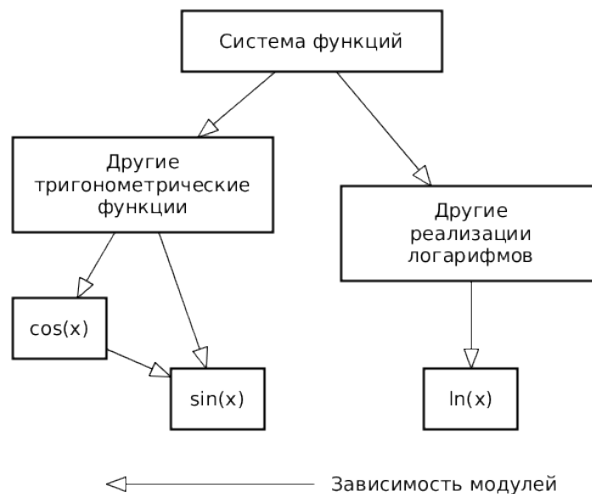 Система функций
Другие
тригонометрические
функции
Другие
реализации
логарифмов
cos(x)
sin(x)
ln(x)
Зависимость модулей